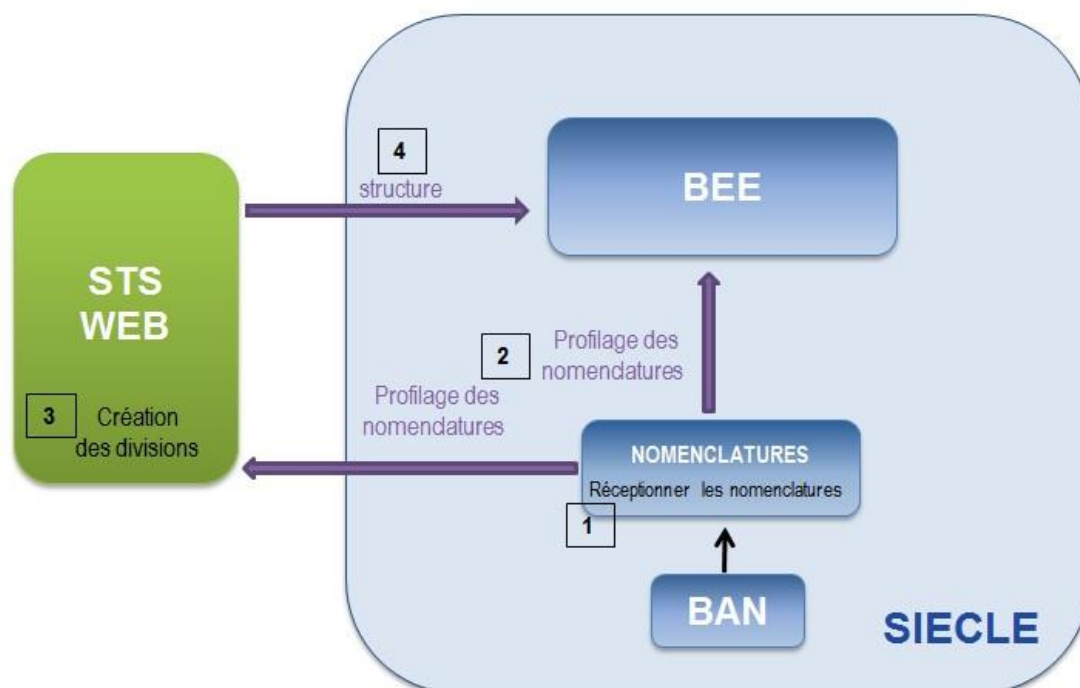 4
structure
BEE
STS
WEB
2
Profilage des
nomenclatures
Profilage des
nomenclatures
3
Création
des divisions
NOMENCLATURES
Réceptionner les nomenclatures
1
BAN
SIECLE